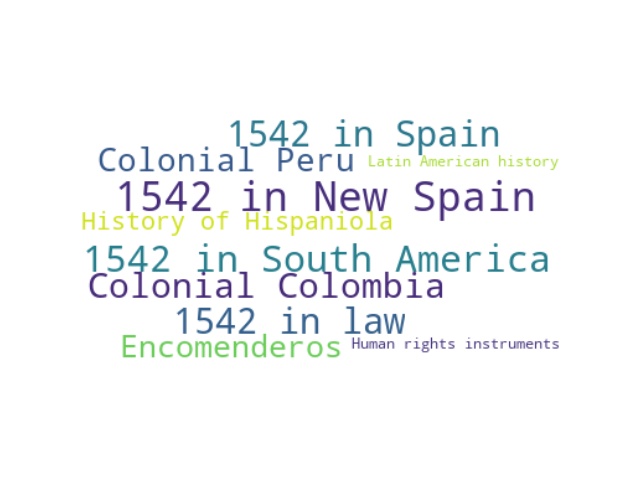 1542 in Spain
Colonial Peru
Latin American history
1542 in New Spain
History of Hispaniola
1542 in South America
Colonial Colombia
1542 in law
Encomenderos
Human rights instruments